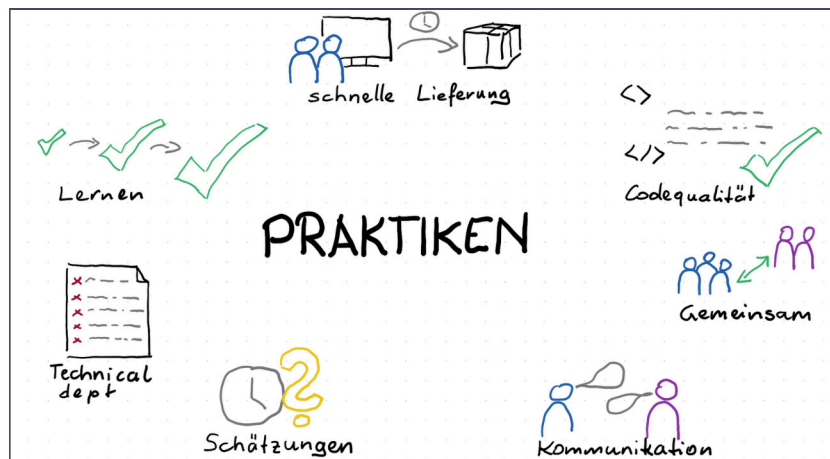 schnelle Lieferung
<>
</>
Lernen
Codequalität
PRAKTIKEN
Gemeinsam
Technical
dept
Schätzungen
?
Kommunikation